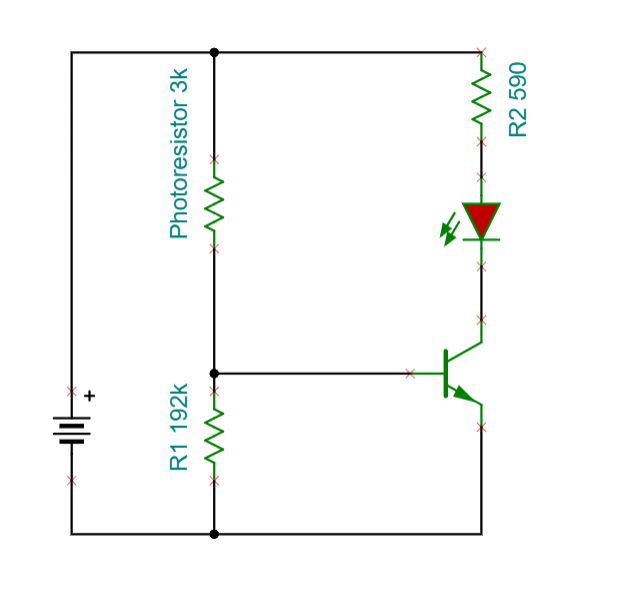 Photoresistor 3k
R2 590
+
R1 192k